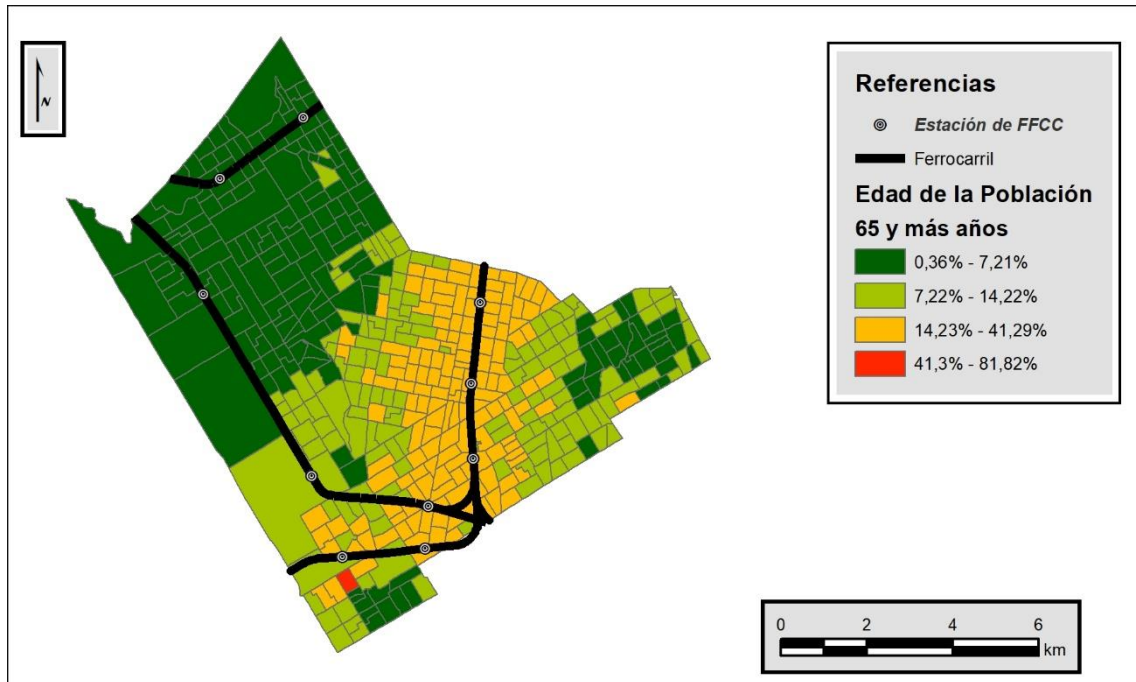 N
Referencias
Estación de FFCC
Ferrocarril
Edad de la Población
65 y más años
0,36% - 7,21%
7,22% - 14,22%
14,23% - 41,29%
41,3% - 81,82%
0 2 4 6
km